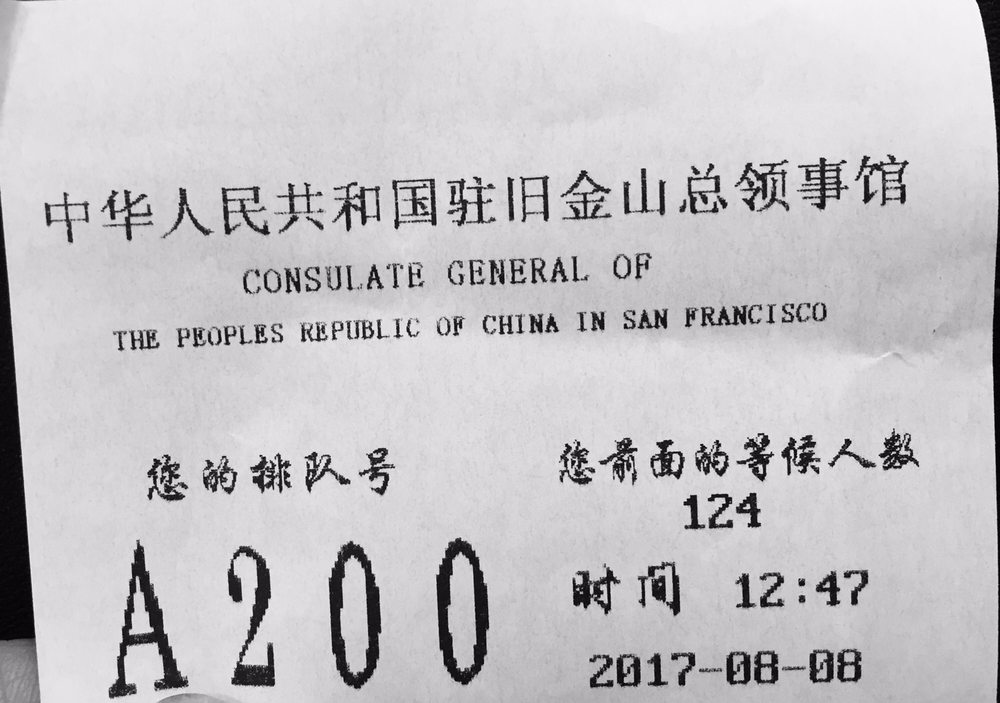 中华人民共和国驻旧金山总领事馆
CONSULATE GENERAL OF
THE PEOPLES REPUBLIC OF CHINA IN SAN FRANCISCO
您的排队号
A200
您前面的等候人数
124
时间 12:47
2017-08-08